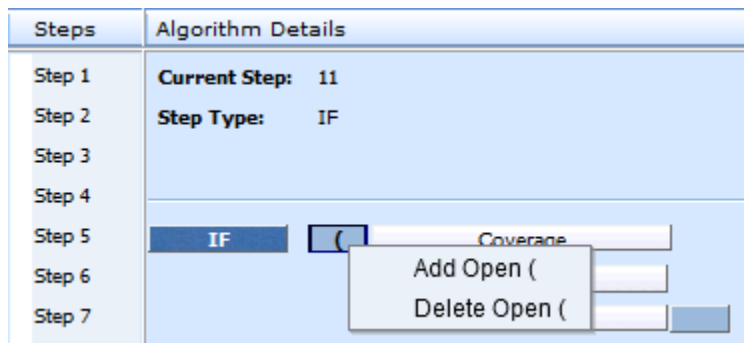 Steps Algorithm Details
Step 1 Current Step: 11
Step 2 Step Type: IF
Step 3
Step 4
Step 5 IF ( Coverage
Step 6 Add Open (
Step 7 Delete Open (